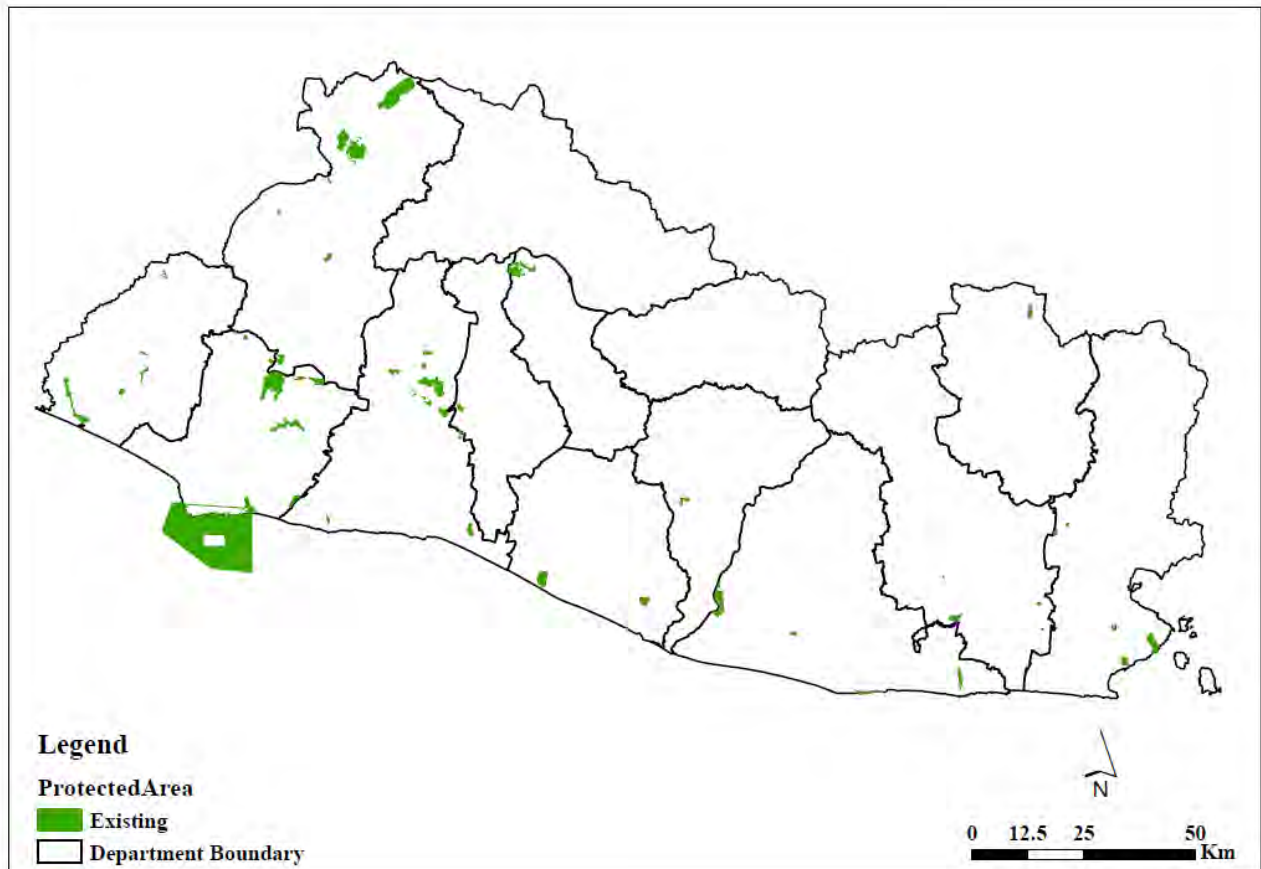 Legend
ProtectedArea
Existing
Department Boundary
N
0 12.5 25 50
Km